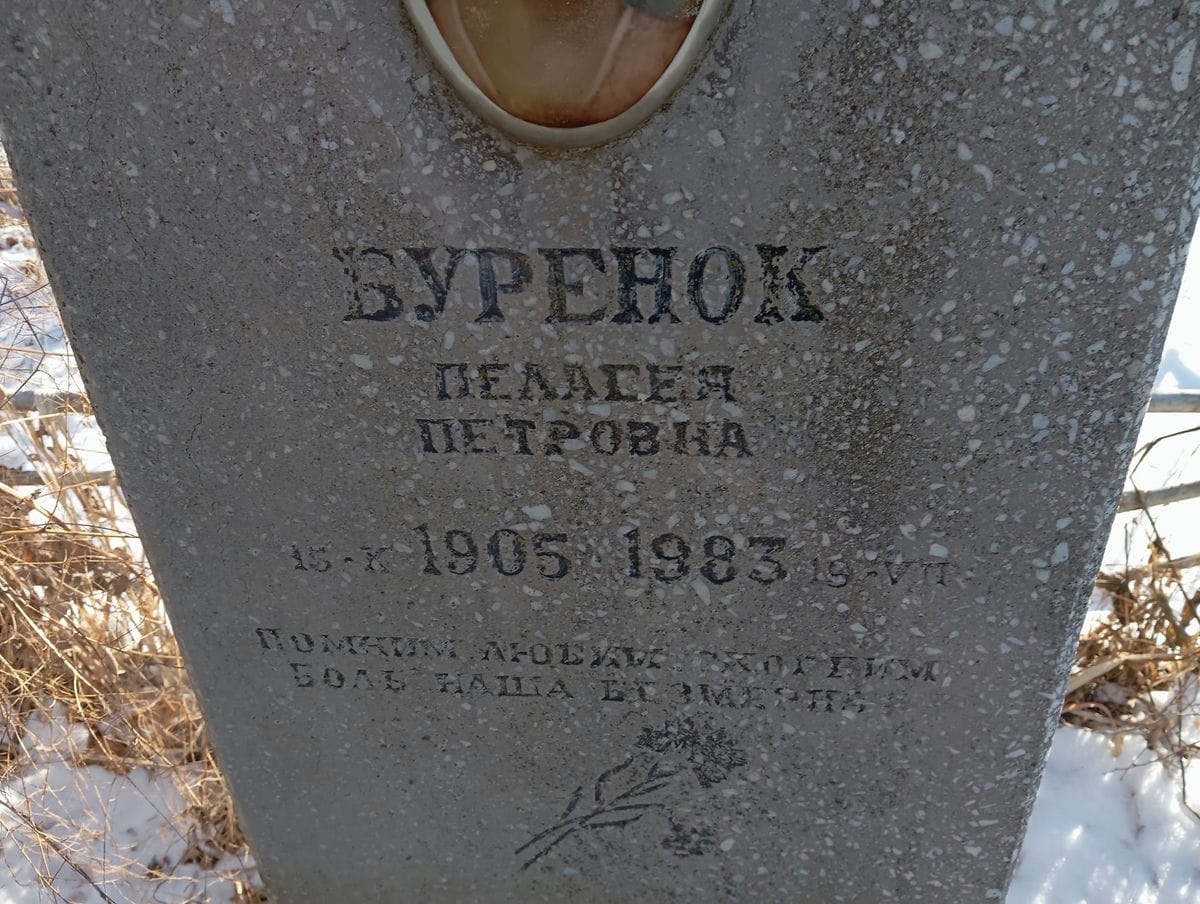 БУРЕНОК
ПЕЛАГЕЯ
ПЕТРОВНА
15-X 1905 1983 19-VII
ПОМНИМ ЛЮБИМ СКОРБИМ
БОЛЬ НАША БЕЗМЕРНА